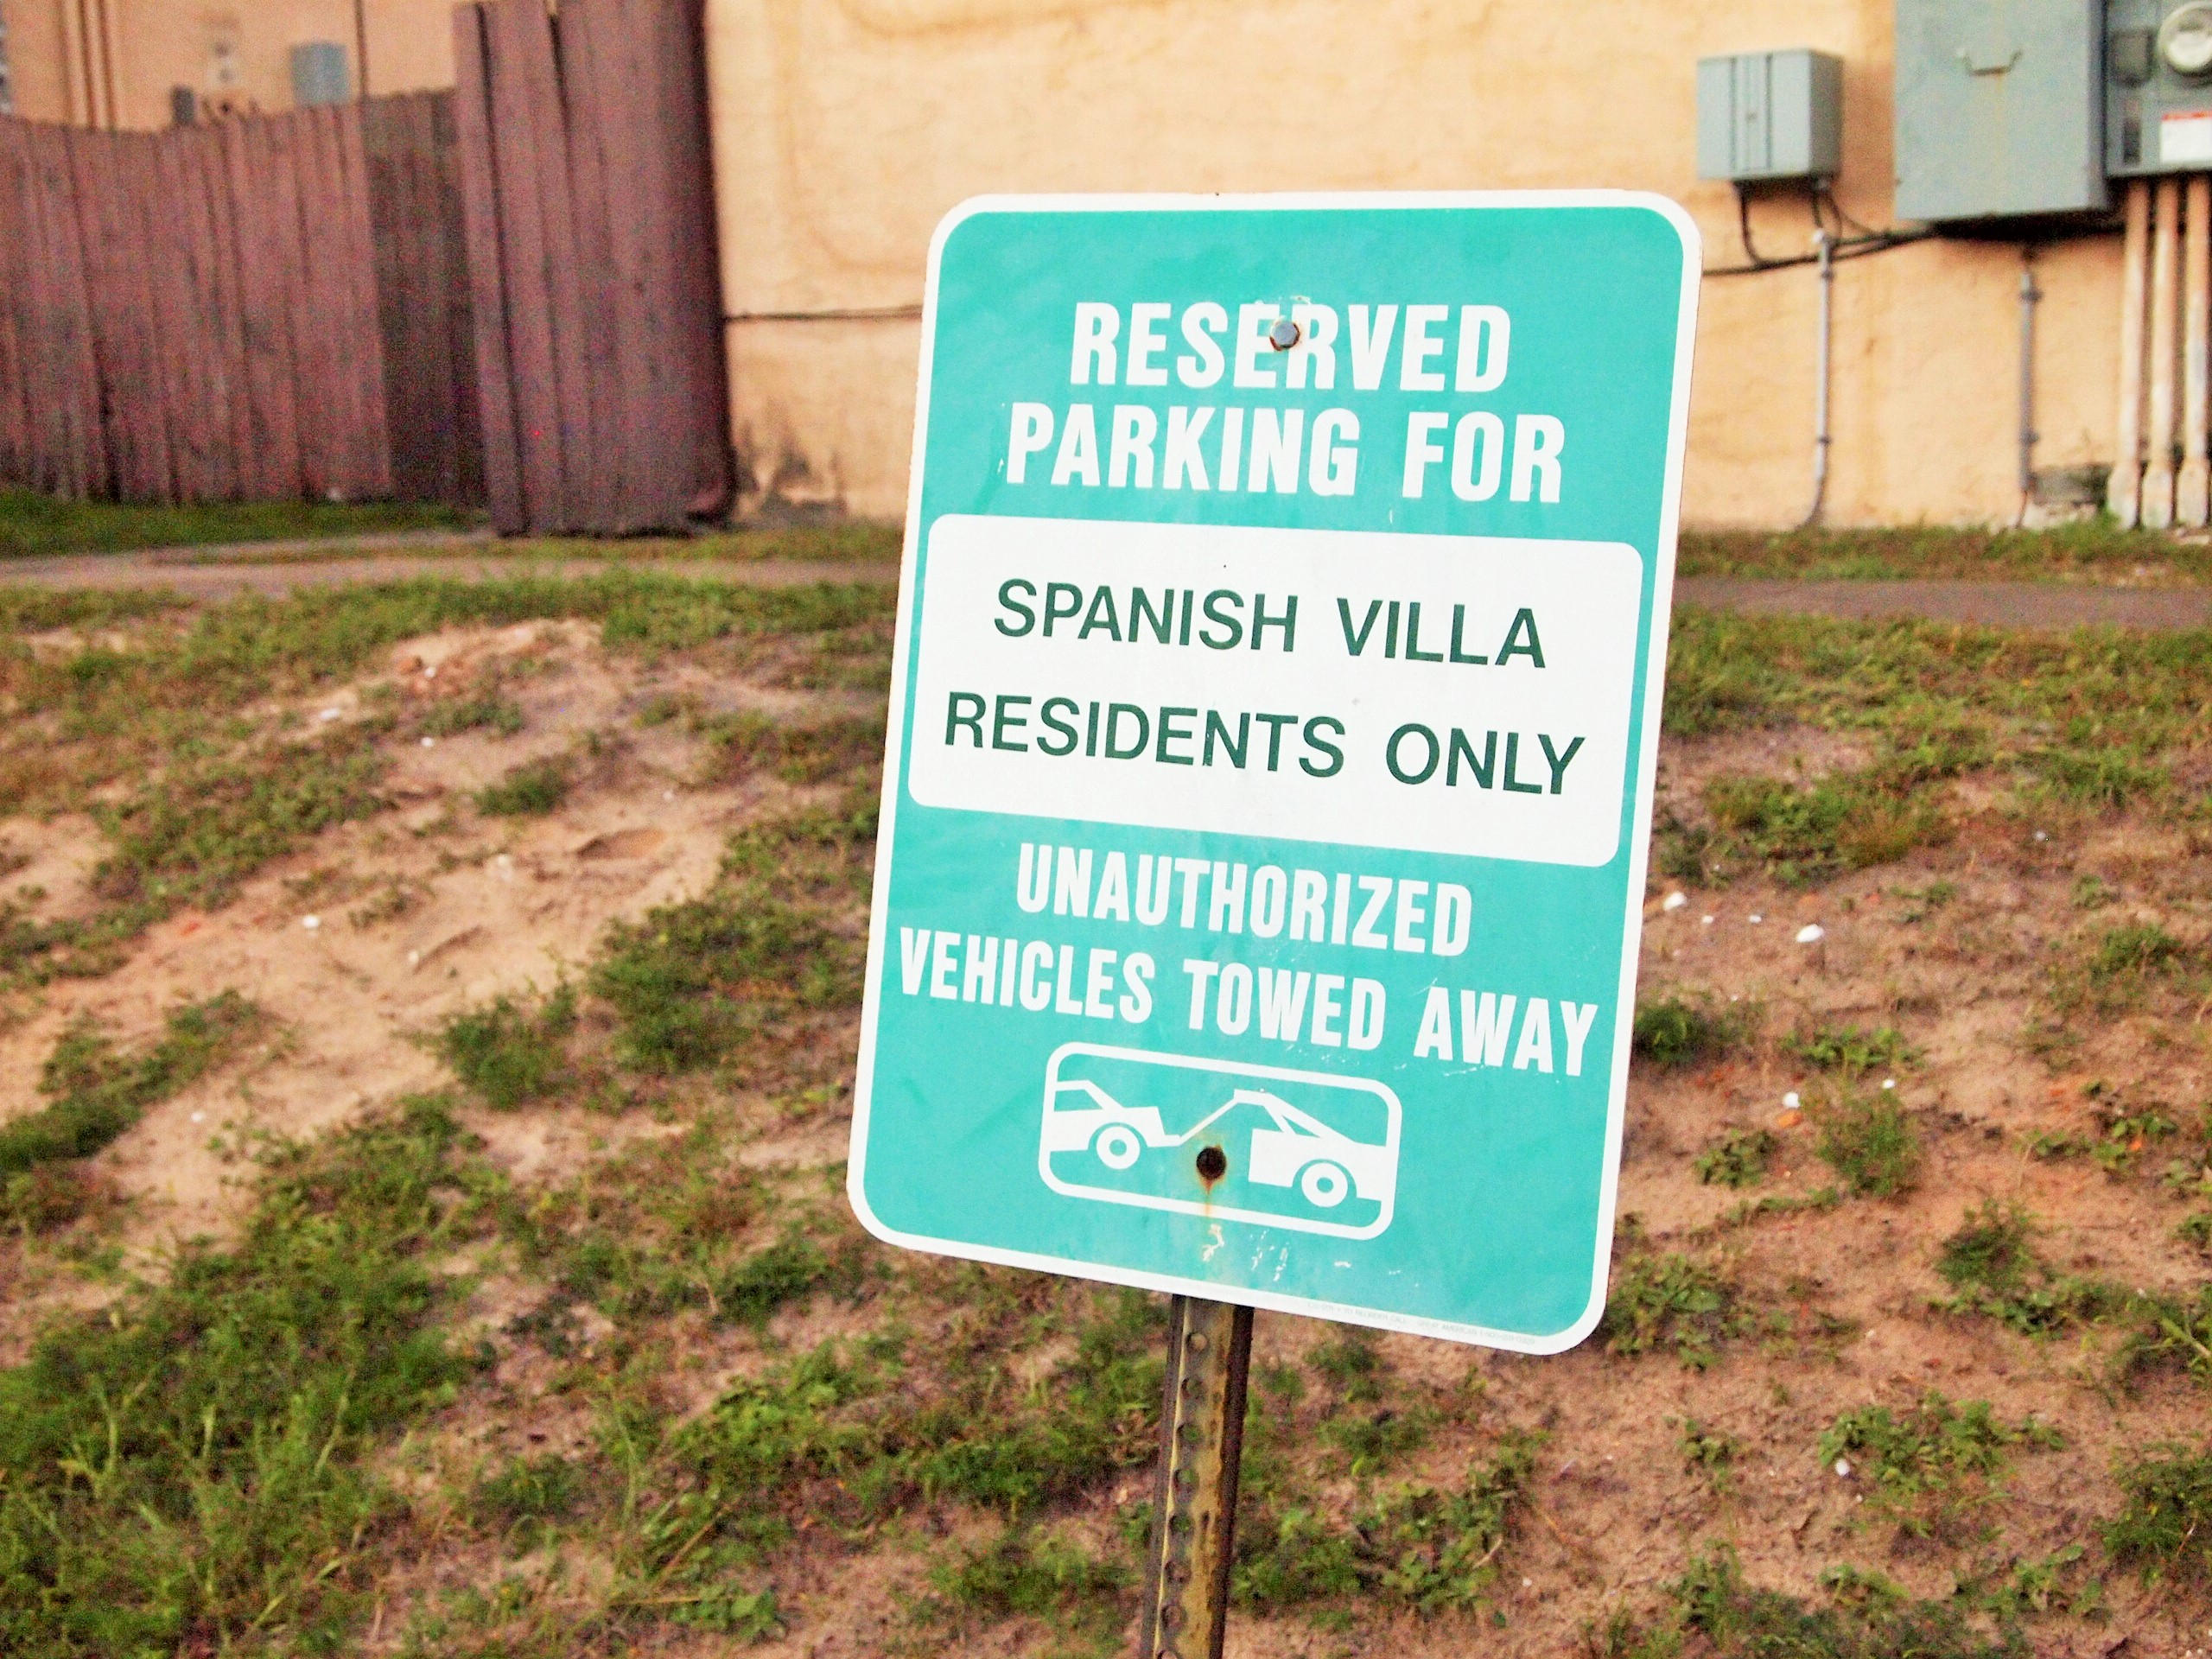 RESERVED
PARKING FOR
SPANISH VILLA
RESIDENTS ONLY
UNAUTHORIZED
VEHICLES TOWED AWAY